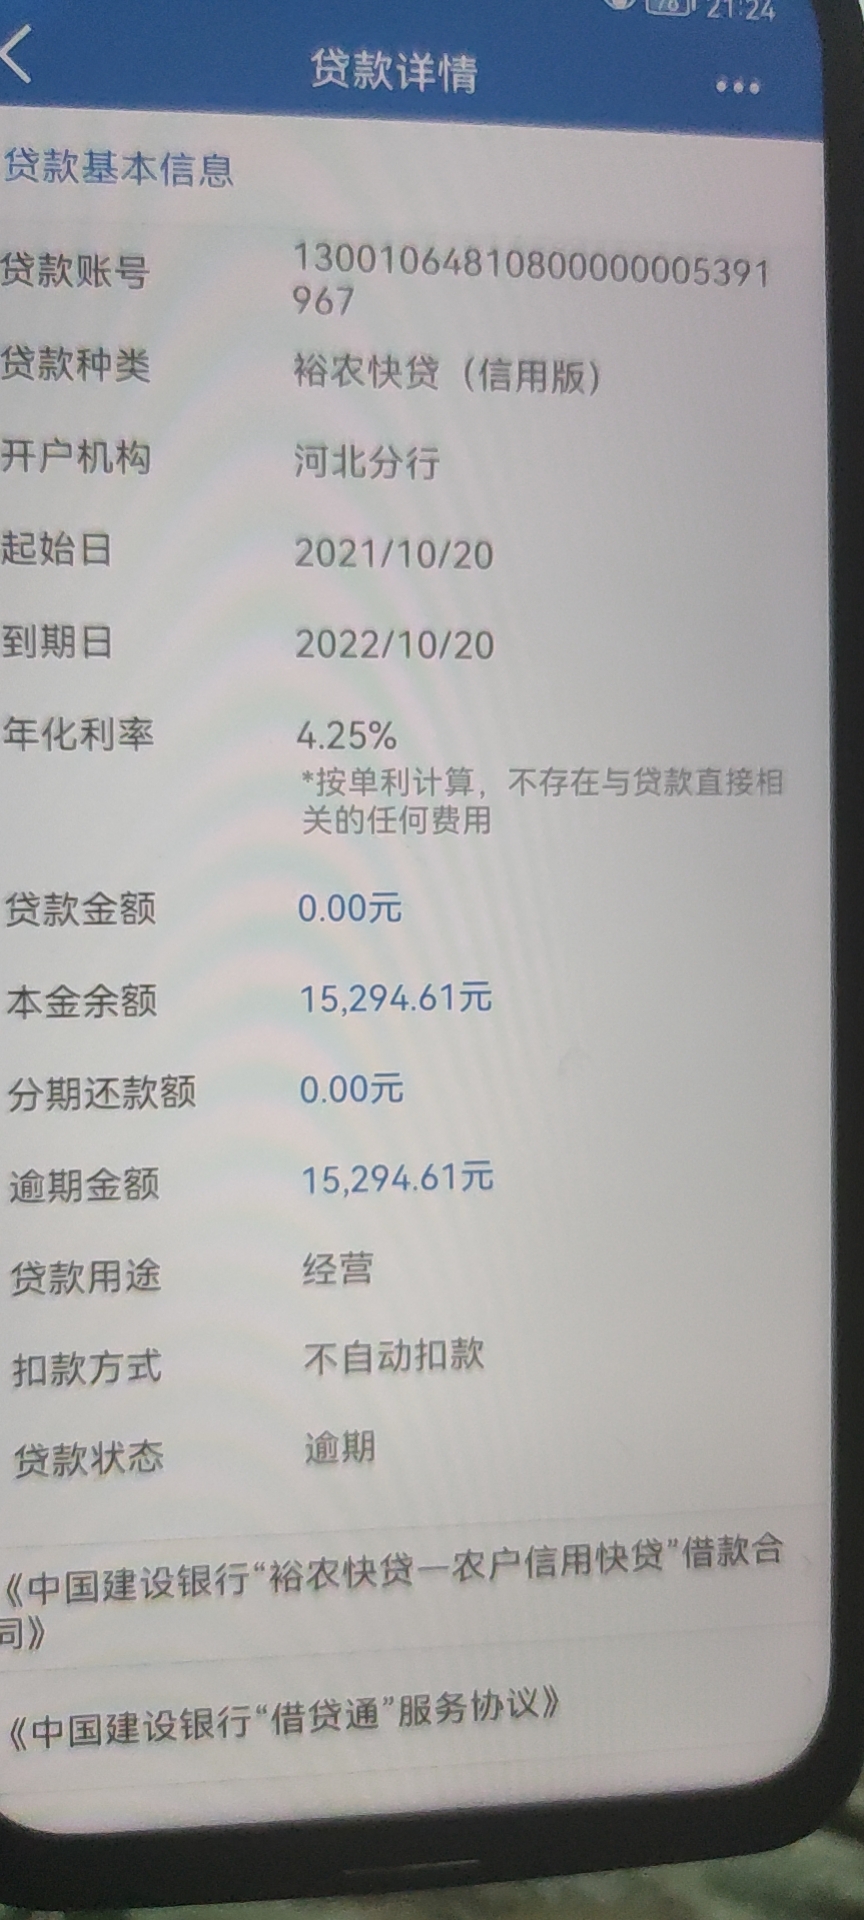 78 21:24
贷款详情
贷款基本信息
贷款账号 13001064810800000005391
967
贷款种类 裕农快贷（信用版）
开户机构 河北分行
起始日 2021/10/20
到期日 2022/10/20
年化利率 4.25%
*按单利计算，不存在与贷款直接相
关的任何费用
贷款金额 0.00元
本金余额 15,294.61元
分期还款额 0.00元
逾期金额 15,294.61元
贷款用途 经营
扣款方式 不自动扣款
贷款状态 逾期
《中国建设银行“裕农快贷—农户信用快贷”借款合
同》
《中国建设银行“借贷通”服务协议》